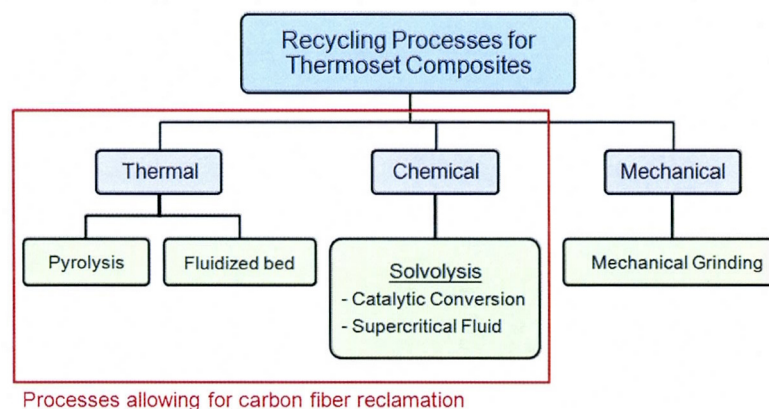 Recycling Processes for
Thermoset Composites
Thermal
Chemical
Mechanical
Pyrolysis
Fluidized bed
Solvolysis
- Catalytic Conversion
- Supercritical Fluid
Mechanical Grinding
Processes allowing for carbon fiber reclamation